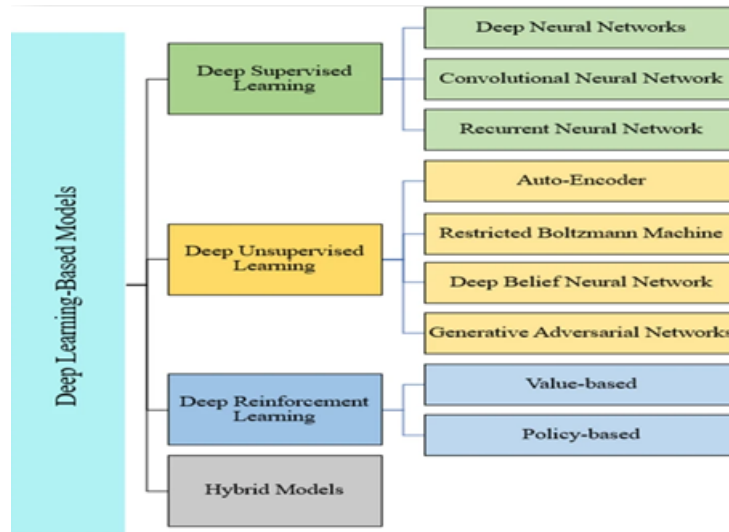 Deep Learning-Based Models
Deep Supervised
Learning
Deep Neural Networks
Convolutional Neural Network
Recurrent Neural Network
Deep Unsupervised
Learning
Auto-Encoder
Restricted Boltzmann Machine
Deep Belief Neural Network
Generative Adversarial Networks
Deep Reinforcement
Learning
Value-based
Policy-based
Hybrid Models